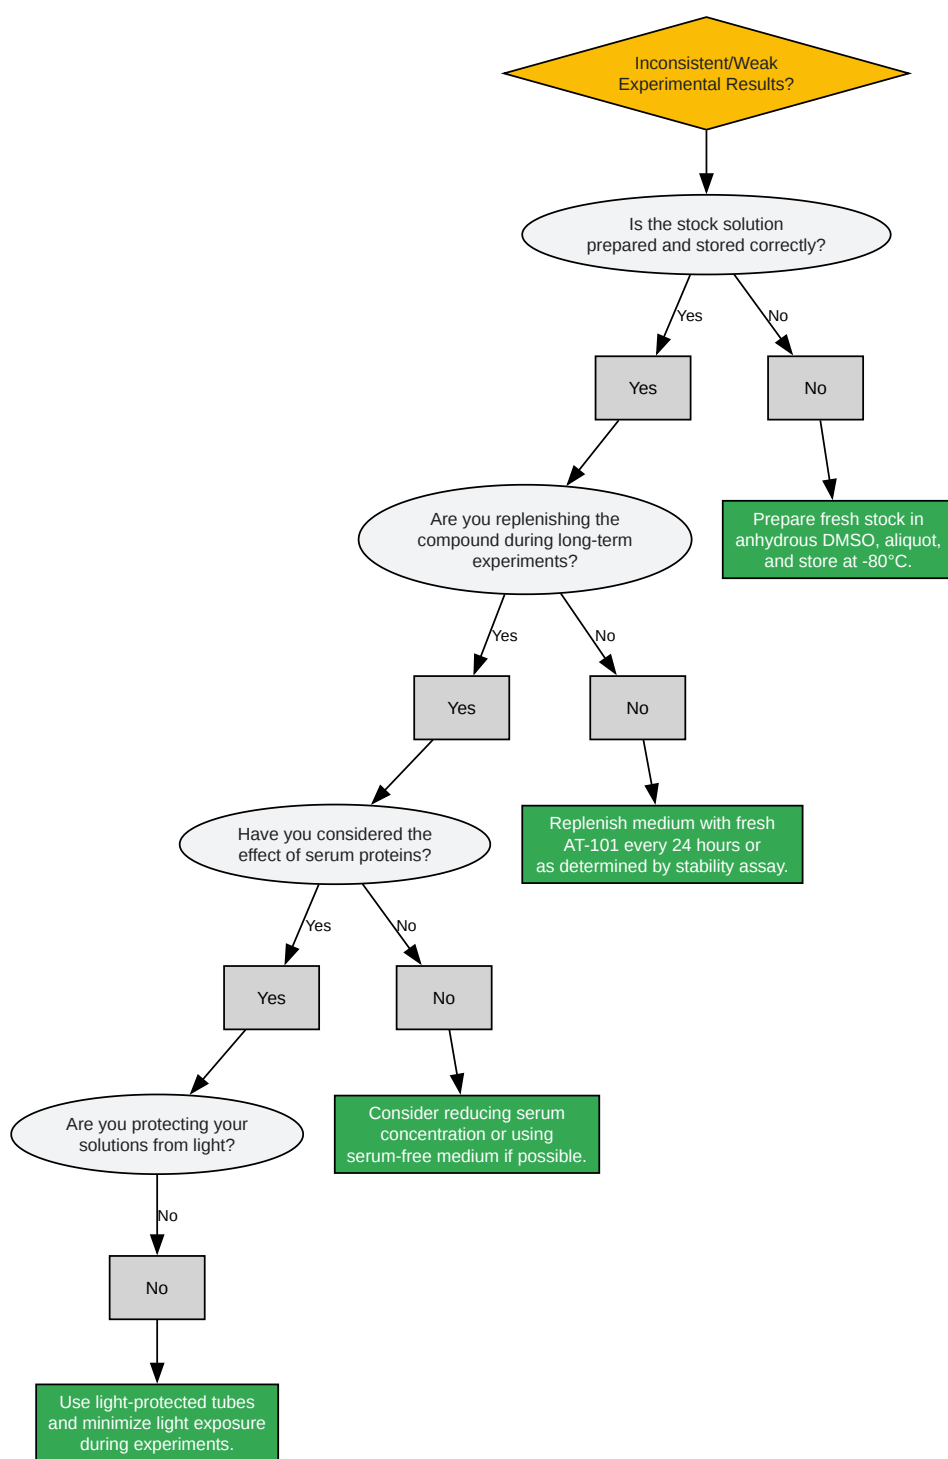 Inconsistent/Weak
Experimental Results?
Is the stock solution
prepared and stored correctly?
Yes
No
Yes
No
Are you replenishing the
compound during long-term
experiments?
Prepare fresh stock in
anhydrous DMSO, aliquot,
and store at -80°C.
Yes
No
Yes
No
Have you considered the
effect of serum proteins?
Replenish medium with fresh
AT-101 every 24 hours or
as determined by stability assay.
Yes
No
Yes
No
Are you protecting your
solutions from light?
Consider reducing serum
concentration or using
serum-free medium if possible.
No
No
Use light-protected tubes
and minimize light exposure
during experiments.